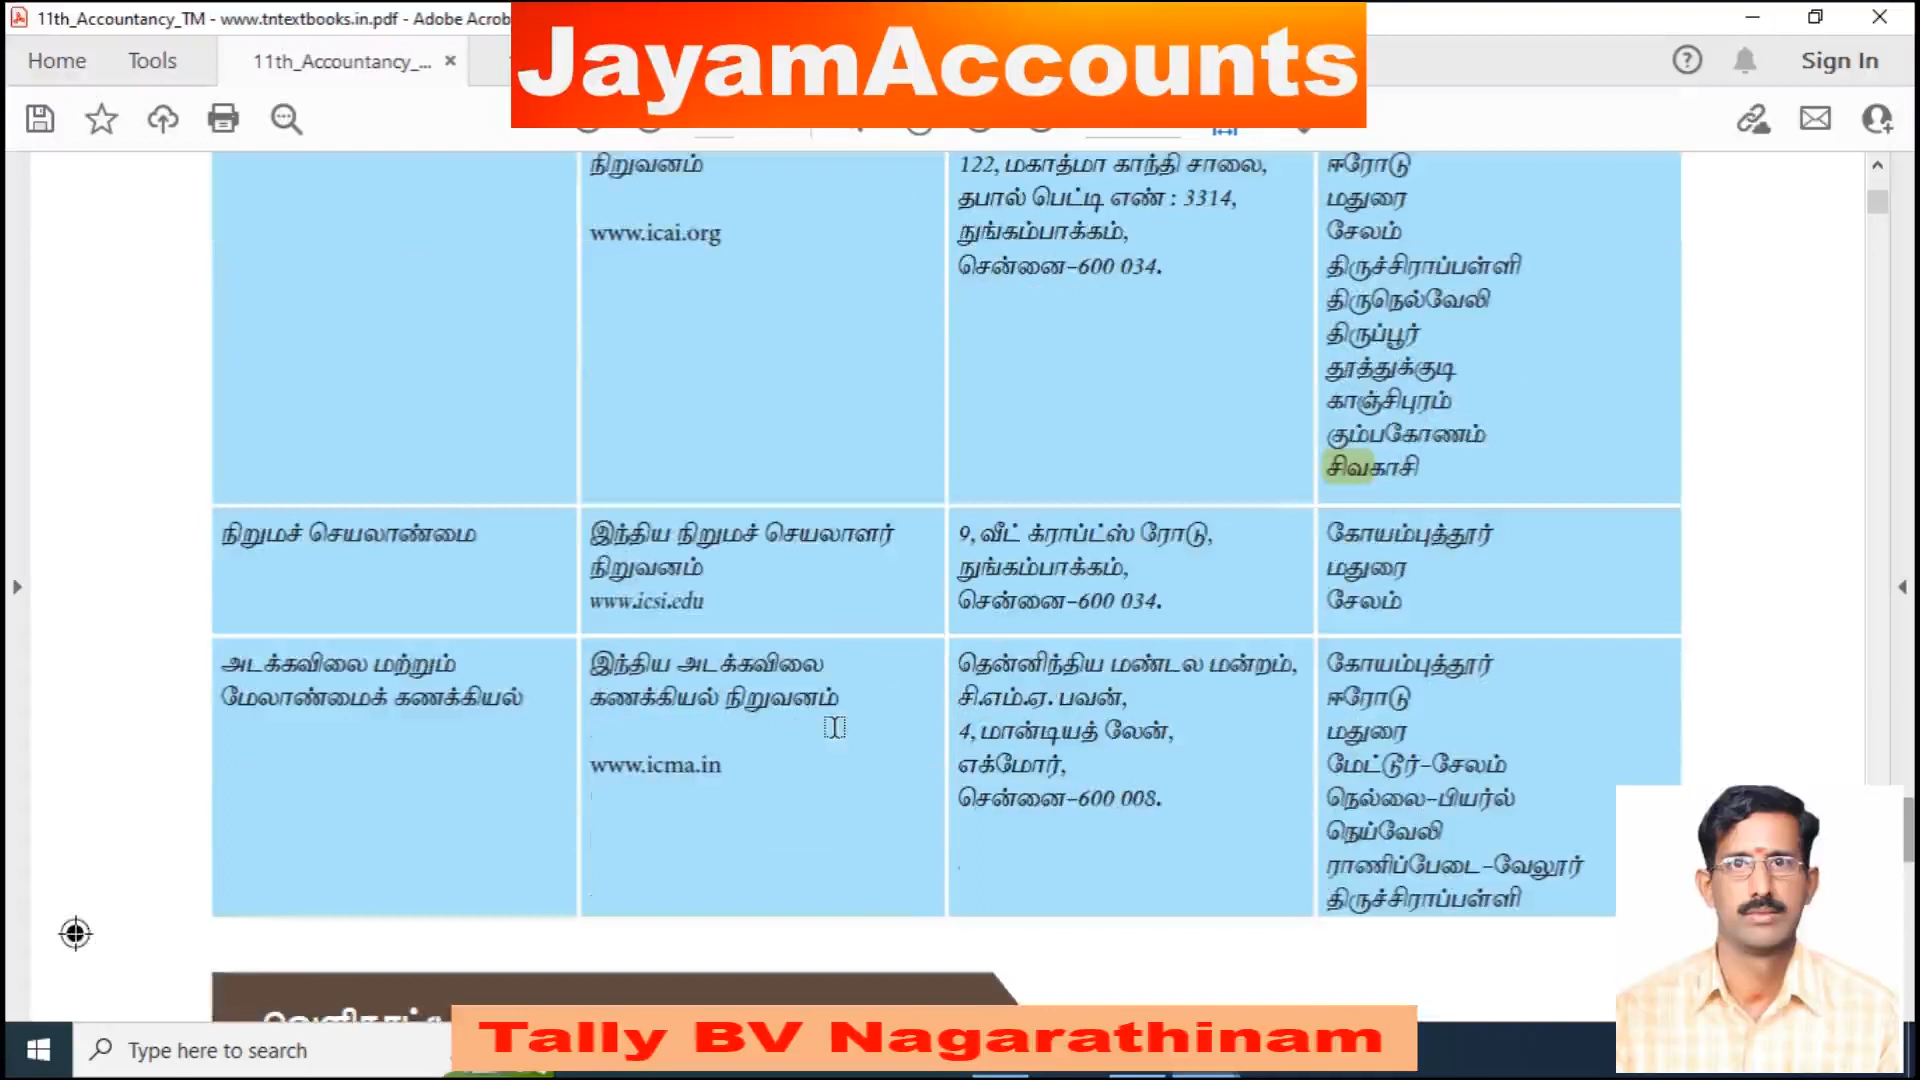 11th_Accountancy_TM - www.tntextbooks.in.pdf - Adobe Acrob
JayamAccounts
Home
Tools
11th_Accountancy_...
Sign In
நிறுவனம்
www.icai.org
122, மகாத்மா காந்தி சாலை,
தபால் பெட்டி எண் : 3314,
நுங்கம்பாக்கம்,
சென்னை-600 034.
ஈரோடு
மதுரை
சேலம்
திருச்சிராப்பள்ளி
திருநெல்வேலி
திருப்பூர்
தூத்துக்குடி
காஞ்சிபுரம்
கும்பகோணம்
சிவகாசி
நிறுமச் செயலாண்மை
இந்திய நிறுமச் செயலாளர்
நிறுவனம்
www.icsi.edu
9, வீட் க்ராப்ட்ஸ் ரோடு,
நுங்கம்பாக்கம்,
சென்னை-600 034.
கோயம்புத்தூர்
மதுரை
சேலம்
அடக்கவிலை மற்றும்
மேலாண்மைக் கணக்கியல்
இந்திய அடக்கவிலை
கணக்கியல் நிறுவனம்
www.icma.in
தென்னிந்திய மண்டல மன்றம்,
சி.எம்.ஏ. பவன்,
4, மான்டியத் லேன்,
எக்மோர்,
சென்னை-600 008.
கோயம்புத்தூர்
ஈரோடு
மதுரை
மேட்டூர்-சேலம்
நெல்லை-பியர்ல்
நெய்வேலி
ராணிப்பேடை-வேலூர்
திருச்சிராப்பள்ளி
Tally BV Nagarathinam
Type here to search